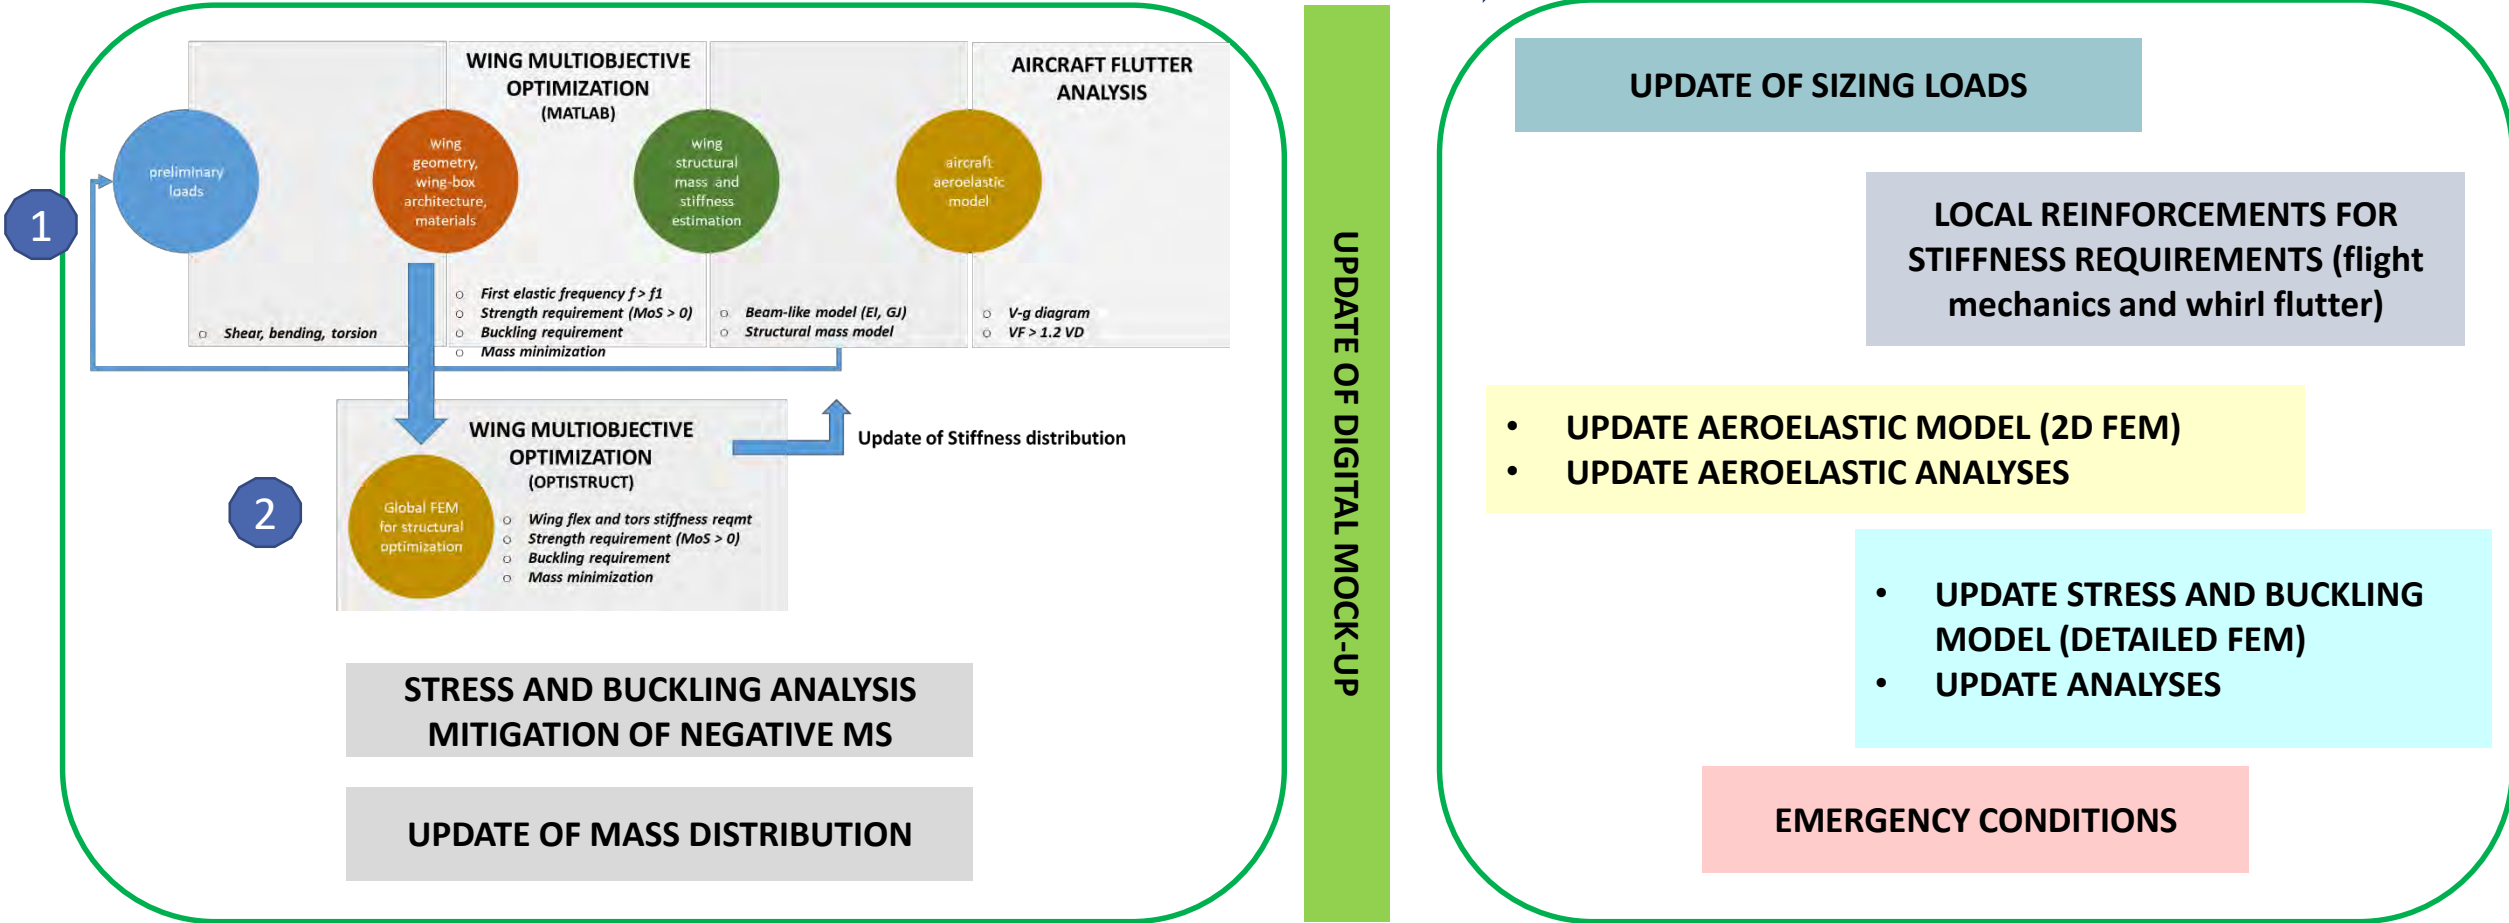 WING MULTIOBJECTIVE
OPTIMIZATION
(MATLAB)
AIRCRAFT FLUTTER
ANALYSIS
1
preliminary
loads
wing
geometry,
wing-box
architecture,
materials
wing
structural
mass and
stiffness
estimation
aircraft
aeroelastic
model
o Shear, bending, torsion
o First elastic frequency f > f1
o Strength requirement (MoS > 0)
o Buckling requirement
o Mass minimization
o Beam-like model (EI, GJ)
o Structural mass model
o V-g diagram
o VF > 1.2 VD
2
WING MULTIOBJECTIVE
OPTIMIZATION
(OPTISTRUCT)
Global FEM
for structural
optimization
o Wing flex and tors stiffness reqmt
o Strength requirement (MoS > 0)
o Buckling requirement
o Mass minimization
Update of Stiffness distribution
STRESS AND BUCKLING ANALYSIS
MITIGATION OF NEGATIVE MS
UPDATE OF MASS DISTRIBUTION
UPDATE OF DIGITAL MOCK-UP
UPDATE OF SIZING LOADS
LOCAL REINFORCEMENTS FOR
STIFFNESS REQUIREMENTS (flight
mechanics and whirl flutter)
• UPDATE AEROELASTIC MODEL (2D FEM)
• UPDATE AEROELASTIC ANALYSES
• UPDATE STRESS AND BUCKLING
MODEL (DETAILED FEM)
• UPDATE ANALYSES
EMERGENCY CONDITIONS